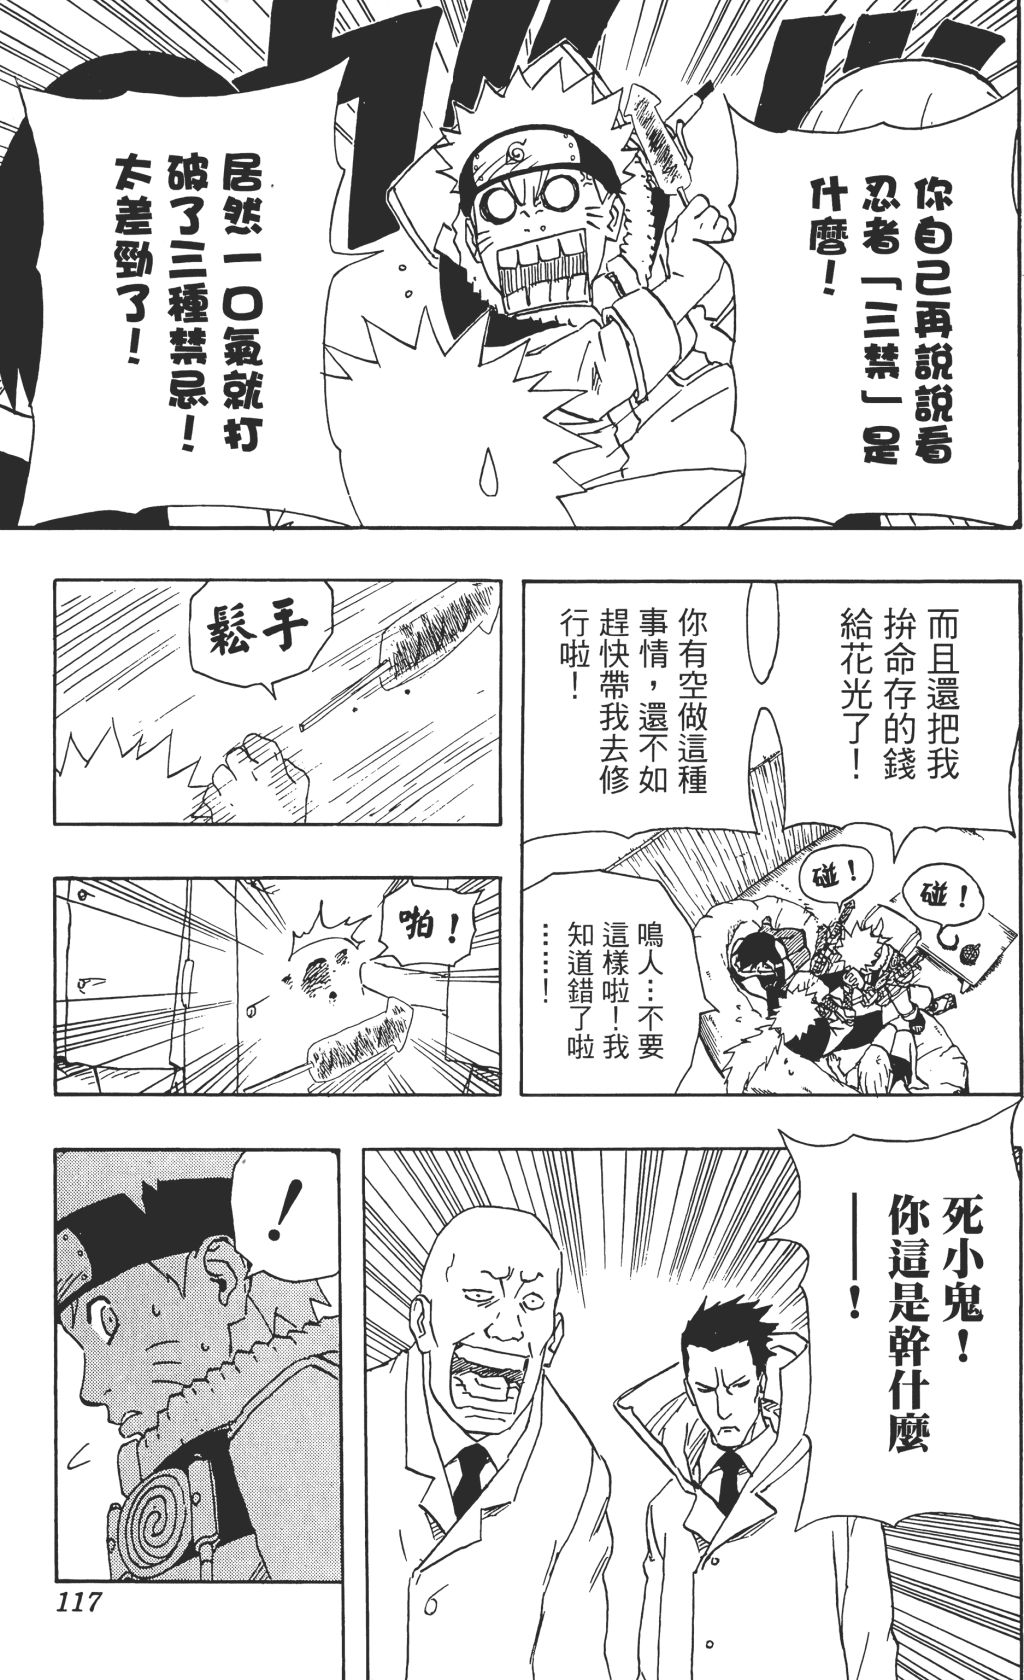 你自己再說說看
忍者「三禁」是
什麼！
居然一口氣就打
破了三種禁忌！
太差勁了！
而且還把我
拚命存的錢
給花光了！
你有空做這種
事情，還不如
趕快帶我去修
行啦！
碰！
碰！
鳴人…不要
這樣啦！我
知道錯了啦
……！
鬆手
啪！
死小鬼！
你這是幹什麼
——！
！
117